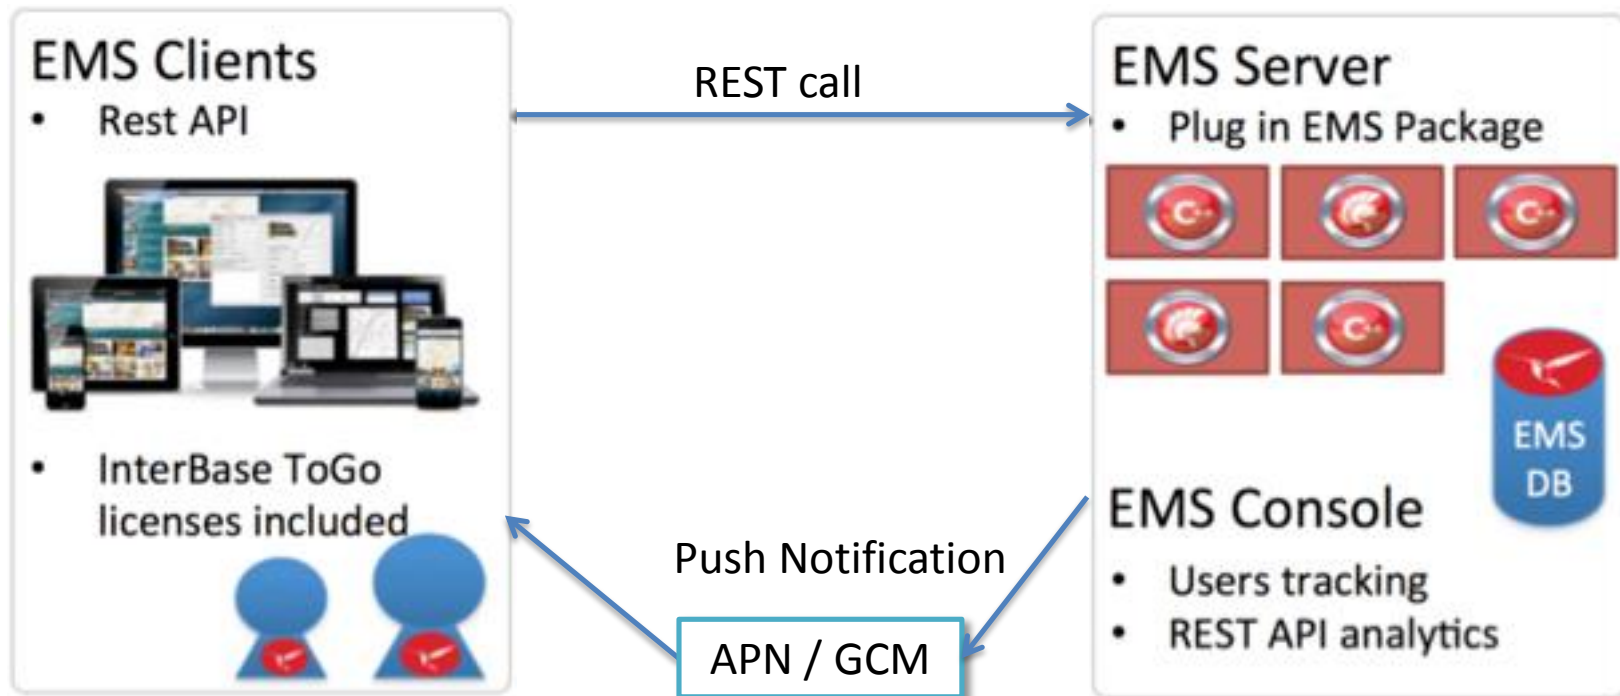 EMS Clients
• Rest API
• InterBase ToGo
licenses included
REST call
Push Notification
APN / GCM
EMS Server
• Plug in EMS Package
C++
C++
C++
EMS
DB
EMS Console
• Users tracking
• REST API analytics